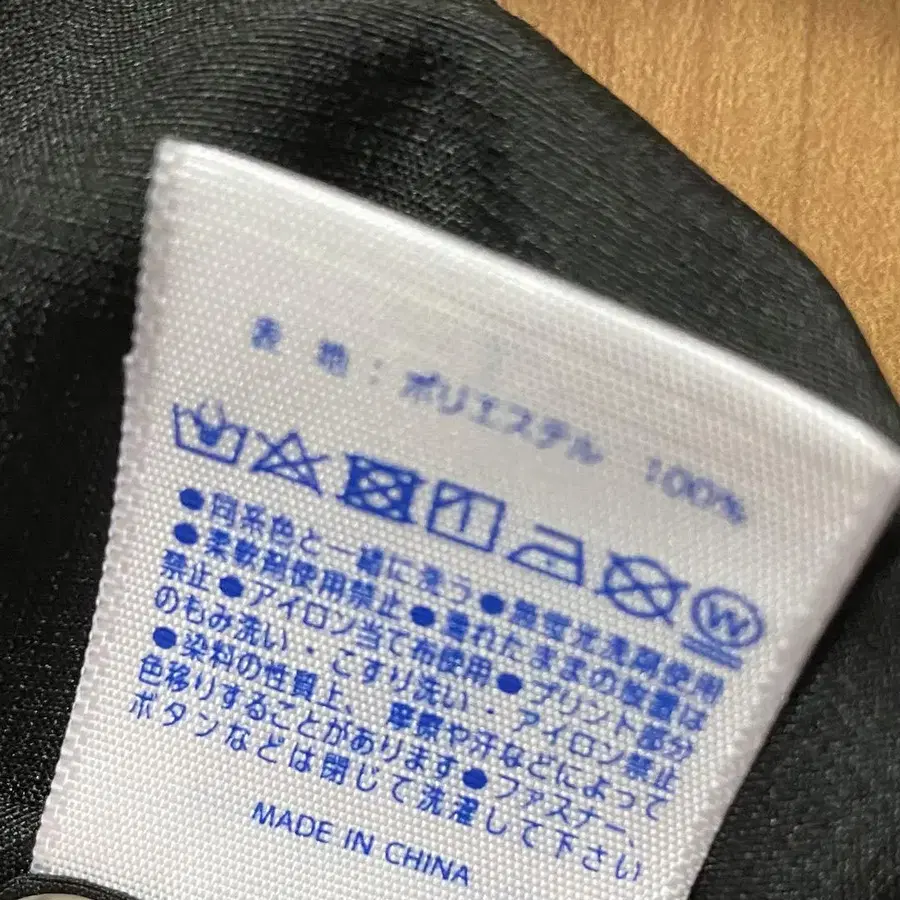 表 地：ポリエステル 100%
W
●同系色と一緒に洗う●無蛍光洗剤使用
●柔軟剤使用禁止●濡れたままの放置は
禁止●アイロン当て布使用●プリント部分
のもみ洗い・こすり洗い・アイロン禁止
●染料の性質上、摩擦や汗などによって
色移りすることがあります●ファスナー、
ボタンなどは閉じて洗濯して下さい
MADE IN CHINA